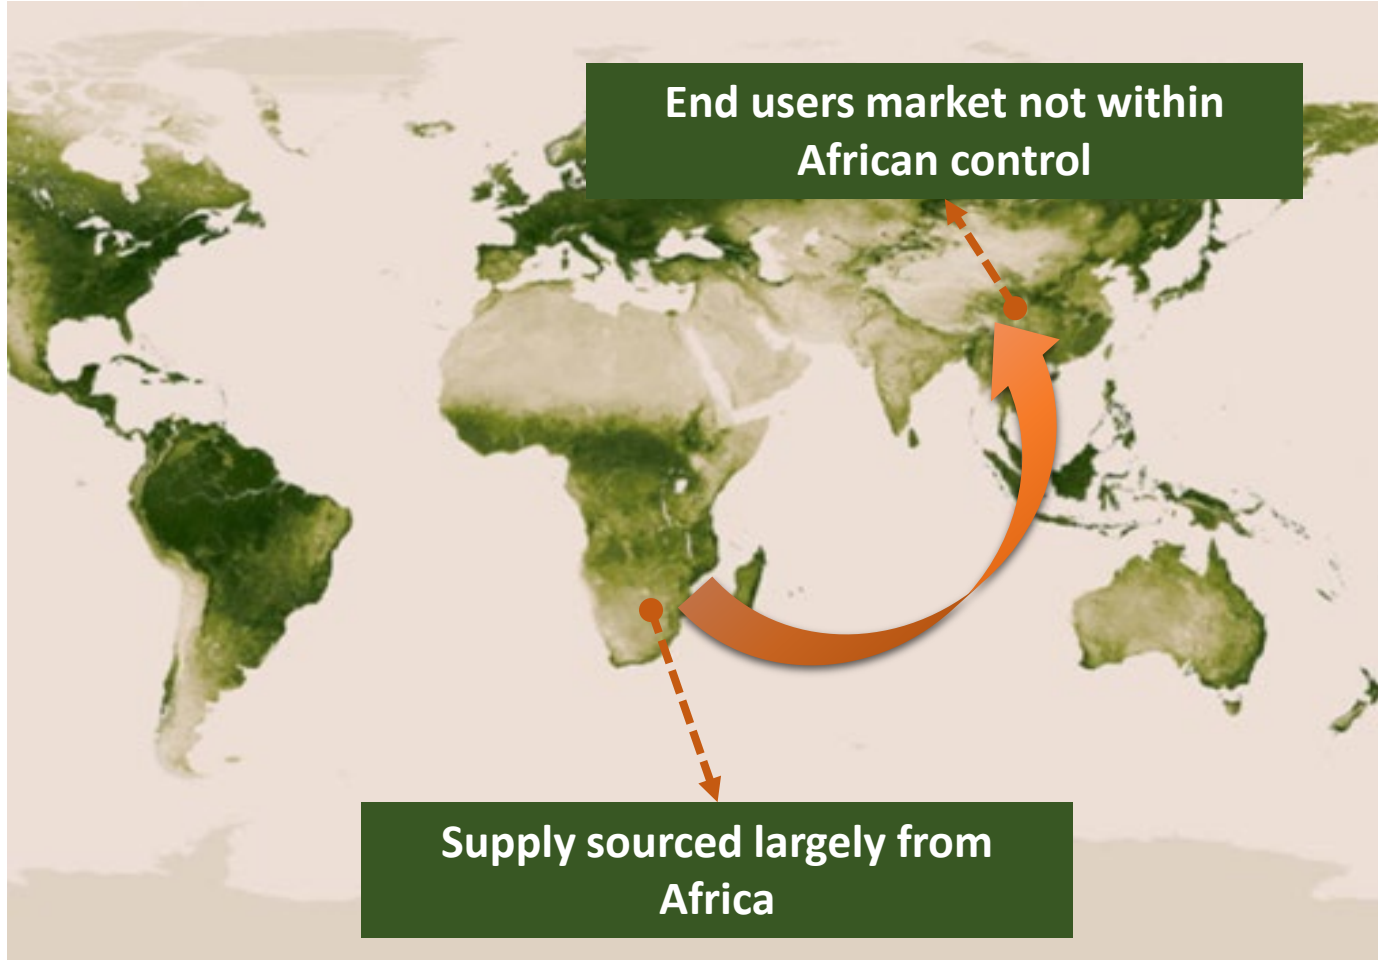 End users market not within
African control
Supply sourced largely from
Africa